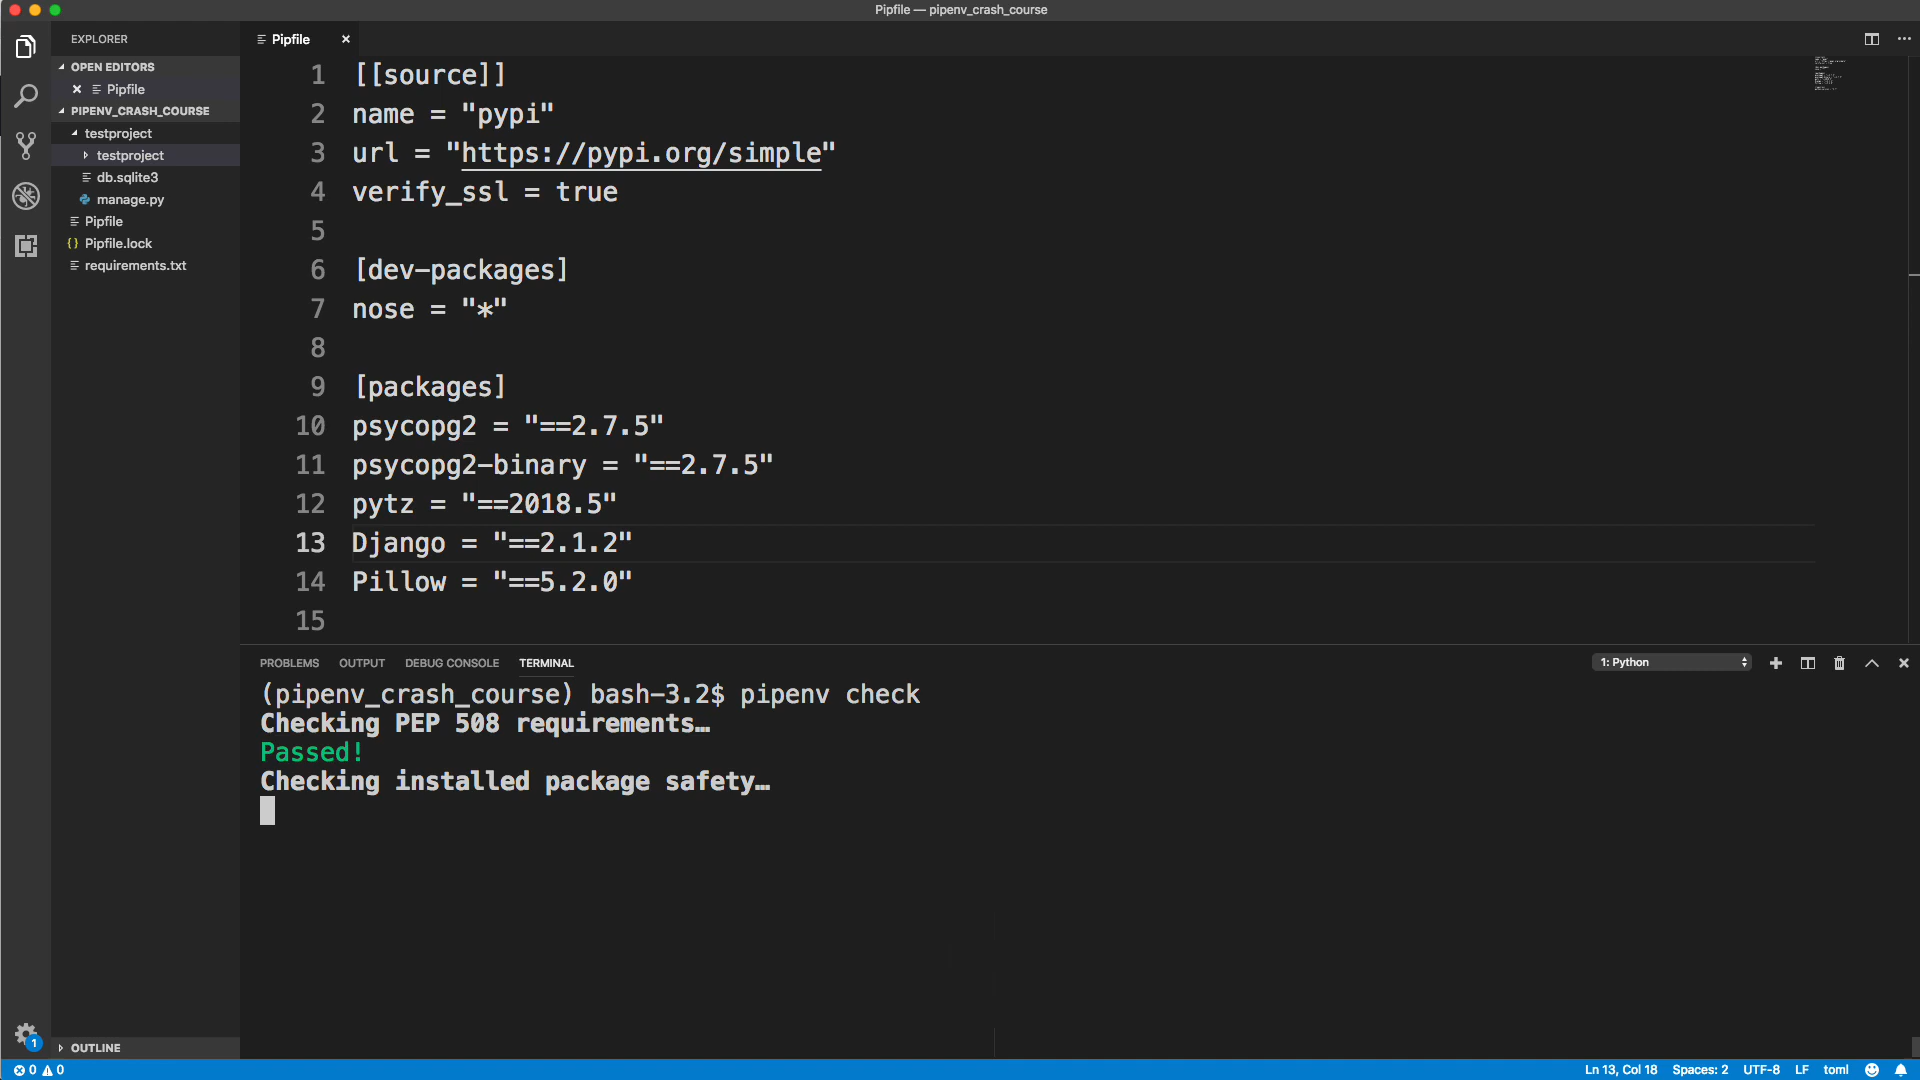 Pipfile — pipenv_crash_course
EXPLORER
OPEN EDITORS
Pipfile
PIPENV_CRASH_COURSE
testproject
testproject
db.sqlite3
manage.py
Pipfile
{} Pipfile.lock
requirements.txt
OUTLINE
Pipfile
1 [[source]]
2 name = "pypi"
3 url = "https://pypi.org/simple"
4 verify_ssl = true
5
6 [dev-packages]
7 nose = "*"
8
9 [packages]
10 psycopg2 = "==2.7.5"
11 psycopg2-binary = "==2.7.5"
12 pytz = "==2018.5"
13 Django = "==2.1.2"
14 Pillow = "==5.2.0"
15
PROBLEMS OUTPUT DEBUG CONSOLE TERMINAL 1: Python
(pipenv_crash_course) bash-3.2$ pipenv check
Checking PEP 508 requirements…
Passed!
Checking installed package safety…
1
0 0 Ln 13, Col 18 Spaces: 2 UTF-8 LF toml